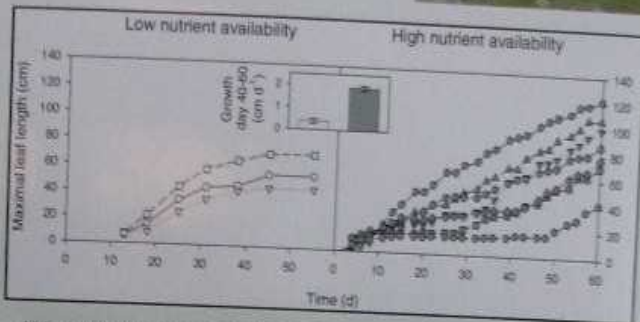 Low nutrient availability
High nutrient availability
Maximal leaf length (cm)
140
120
100
80
60
40
20
0
Growth
day 40-60
(cm d⁻¹)
2
1
0
140
120
100
80
60
40
20
0
0 10 20 30 40 50 0 10 20 30 40 50 60
Time (d)